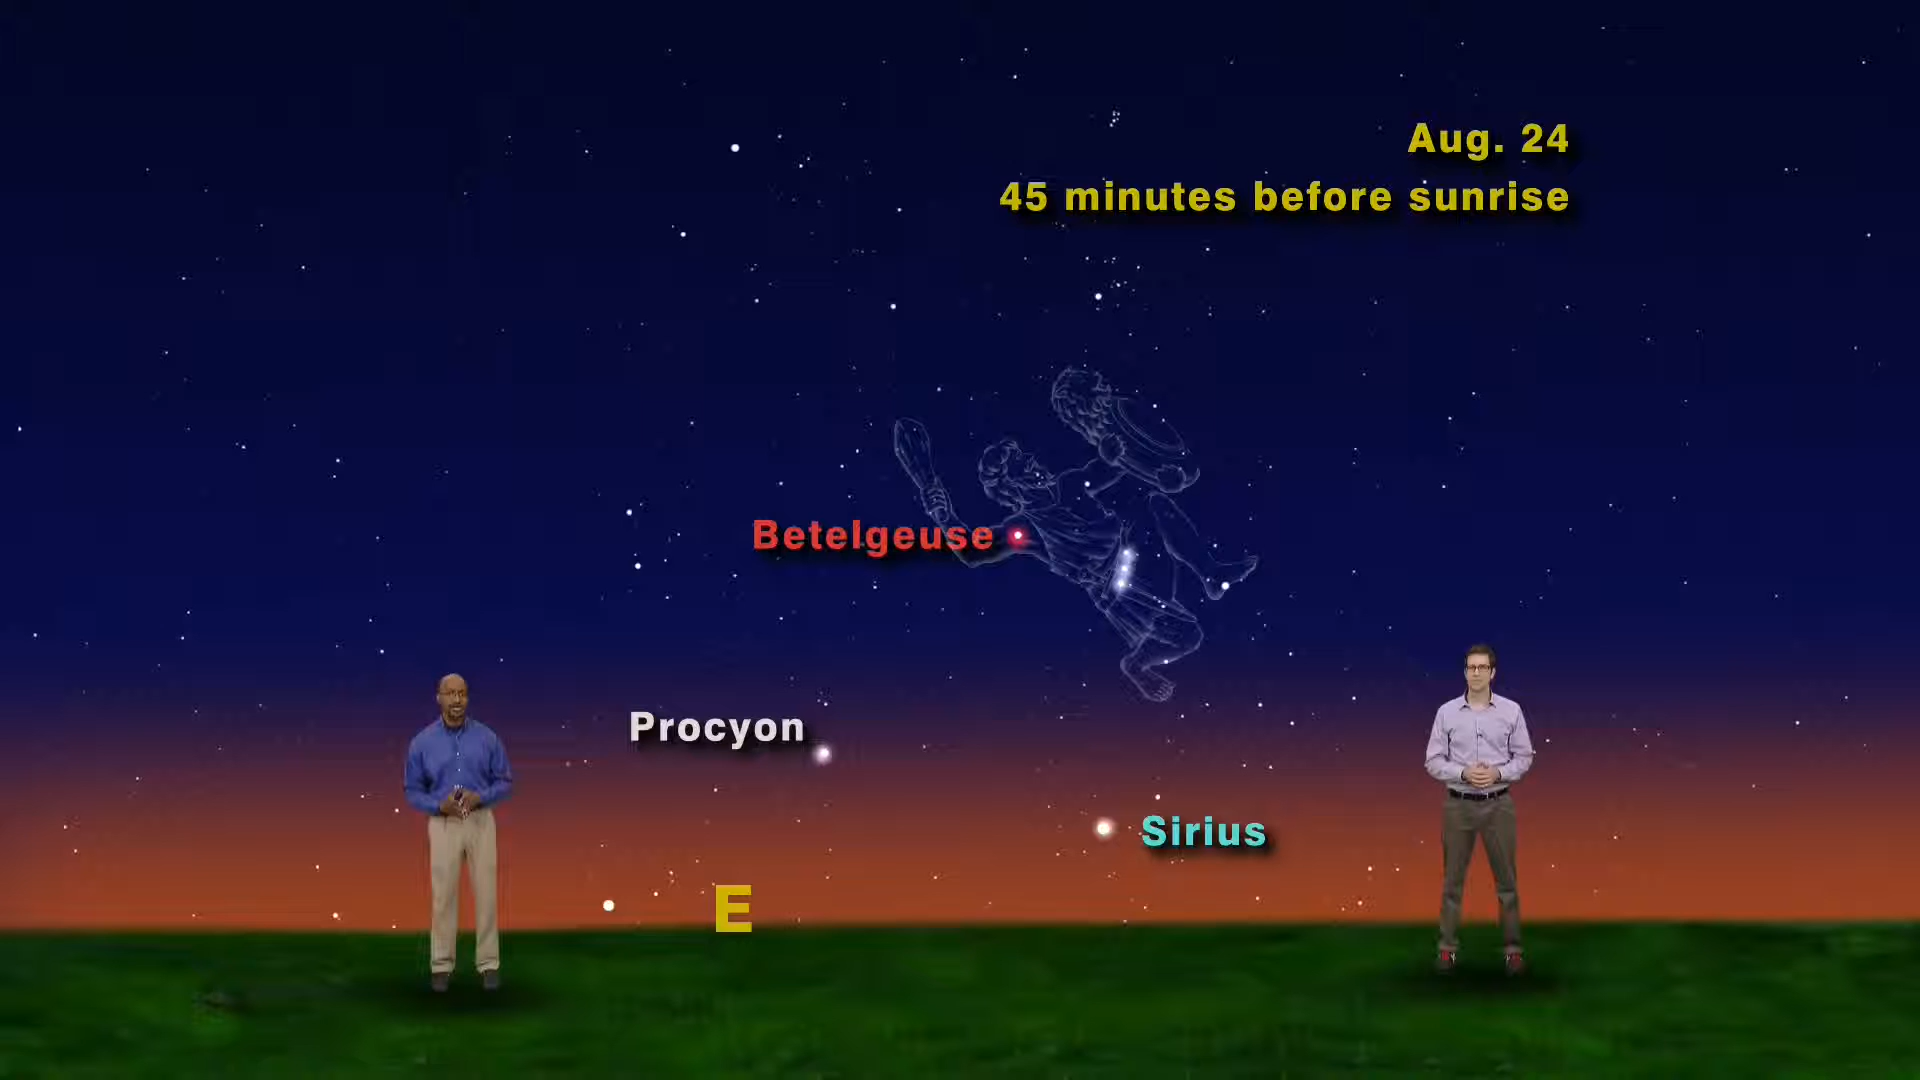 Aug. 24
45 minutes before sunrise
Betelgeuse
Procyon
Sirius
E